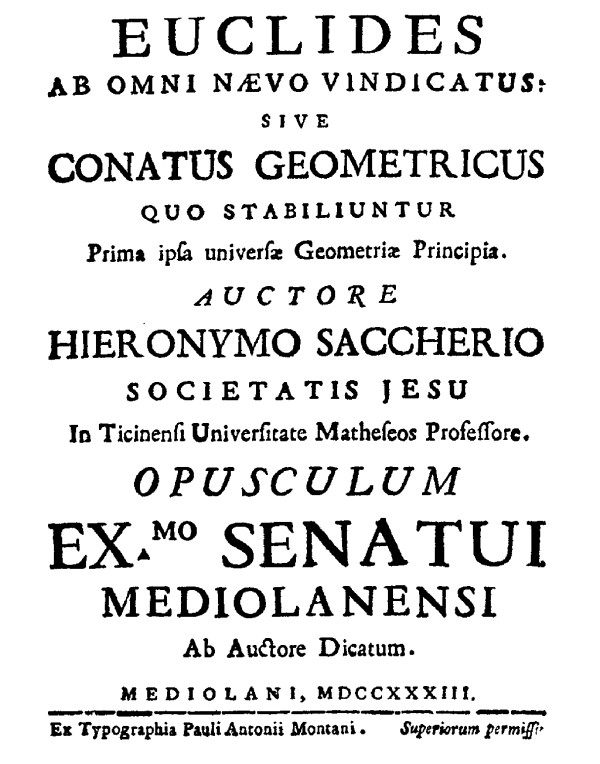 EUCLIDES
AB OMNI NÆVO VINDICATUS:
SIVE
CONATUS GEOMETRICUS
QUO STABILIUNTUR
Prima ipſa univerſæ Geometriæ Principia.
AUCTORE
HIERONYMO SACCHERIO
SOCIETATIS JESU
In Ticinenſi Univerſitate Matheſeos Profeſſore.
OPUSCULUM
EX.ᴹᴼ SENATUI
MEDIOLANENSI
Ab Auctore Dicatum.
MEDIOLANI, MDCCXXXIII.
Ex Typographia Pauli Antonii Montani. Superiorum permiſſu